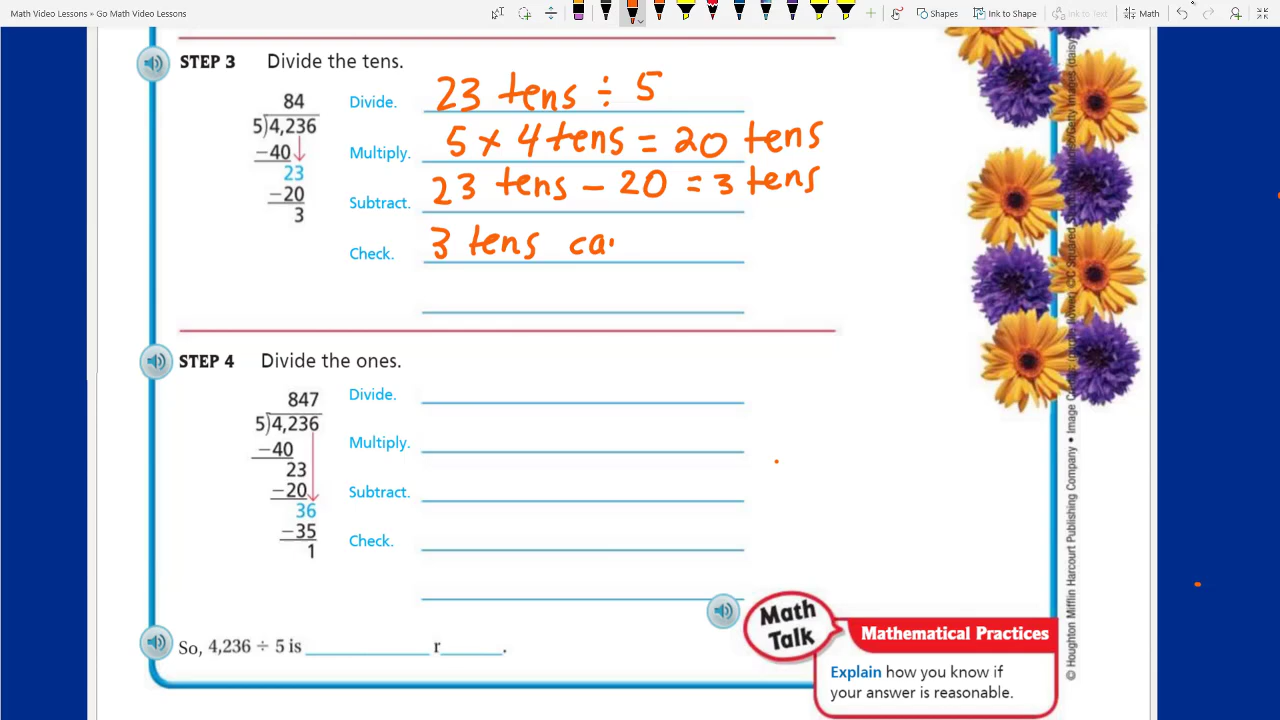 Math Video Lessons » Go Math Video Lessons
Shapes
Ink to Shape
Ink to Text
Math
STEP 3 Divide the tens.
84
5)4,236
−40
23
−20
3
Divide. 23 tens ÷ 5
Multiply. 5 × 4 tens = 20 tens
Subtract. 23 tens − 20 = 3 tens
Check. 3 tens ca
STEP 4 Divide the ones.
847
5)4,236
−40
23
−20
36
−35
1
Divide.
Multiply.
Subtract.
Check.
So, 4,236 ÷ 5 is ____________ r______.
Math
Talk
Mathematical Practices
Explain how you know if
your answer is reasonable.
© Houghton Mifflin Harcourt Publishing Company • Image